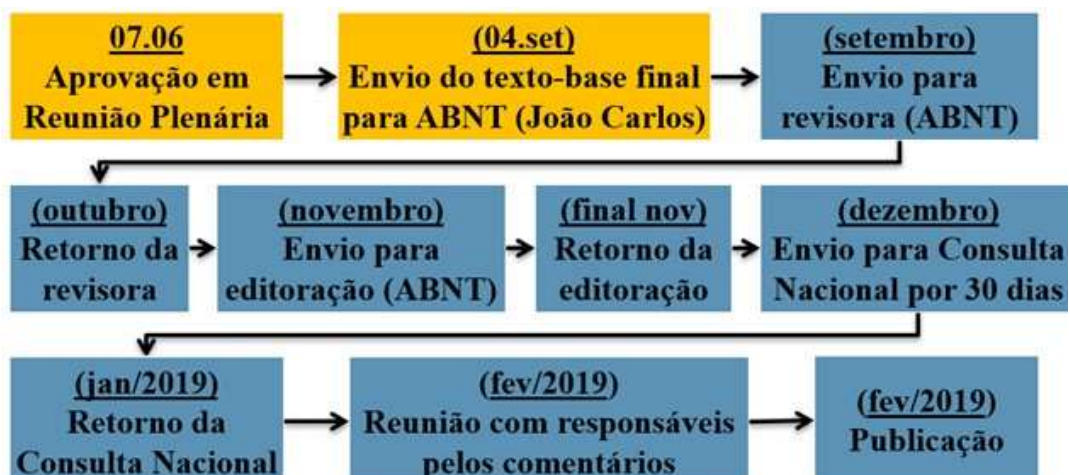 07.06
Aprovação em
Reunião Plenária
(04.set)
Envio do texto-base final
para ABNT (João Carlos)
(setembro)
Envio para
revisora (ABNT)
(outubro)
Retorno da
revisora
(novembro)
Envio para
editoração (ABNT)
(final nov)
Retorno da
editoração
(dezembro)
Envio para Consulta
Nacional por 30 dias
(jan/2019)
Retorno da
Consulta Nacional
(fev/2019)
Reunião com responsáveis
pelos comentários
(fev/2019)
Publicação